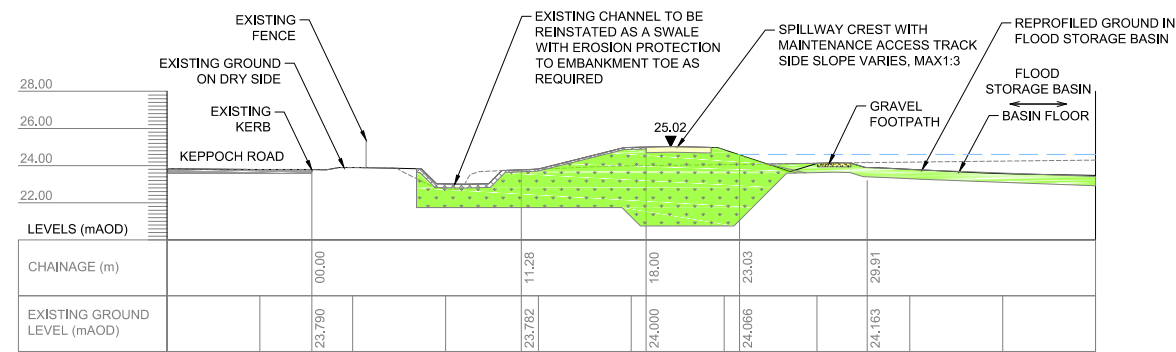 EXISTING
FENCE
EXISTING GROUND
ON DRY SIDE
EXISTING
KERB
KEPPOCH ROAD
EXISTING CHANNEL TO BE
REINSTATED AS A SWALE
WITH EROSION PROTECTION
TO EMBANKMENT TOE AS
REQUIRED
SPILLWAY CREST WITH
MAINTENANCE ACCESS TRACK
SIDE SLOPE VARIES, MAX1:3
25.02
GRAVEL
FOOTPATH
REPROFILED GROUND IN
FLOOD STORAGE BASIN
FLOOD
STORAGE BASIN
BASIN FLOOR
28.00
26.00
24.00
22.00
LEVELS (mAOD)
CHAINAGE (m)
00.00
11.28
18.00
23.03
29.91
EXISTING GROUND
LEVEL (mAOD)
23.790
23.782
24.000
24.066
24.163